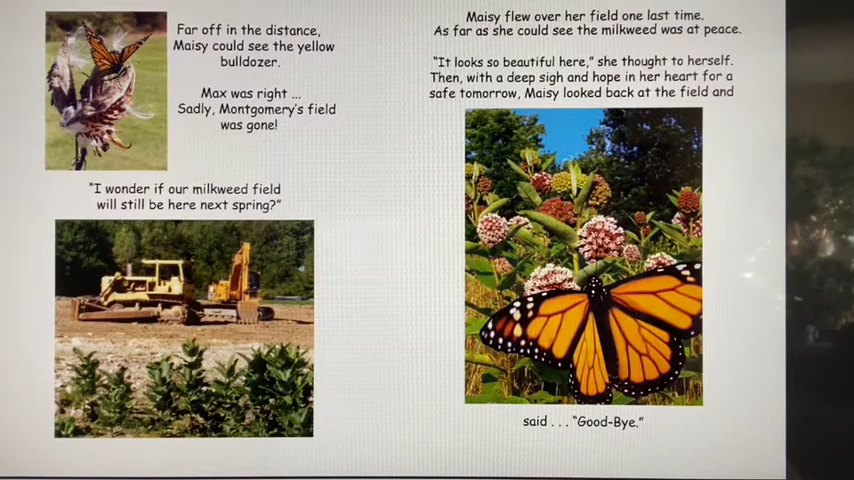 Far off in the distance,
Maisy could see the yellow
bulldozer.
Max was right ...
Sadly, Montgomery's field
was gone!
"I wonder if our milkweed field
will still be here next spring?"
Maisy flew over her field one last time.
As far as she could see the milkweed was at peace.
"It looks so beautiful here," she thought to herself.
Then, with a deep sigh and hope in her heart for a
safe tomorrow, Maisy looked back at the field and
said . . . "Good-Bye."